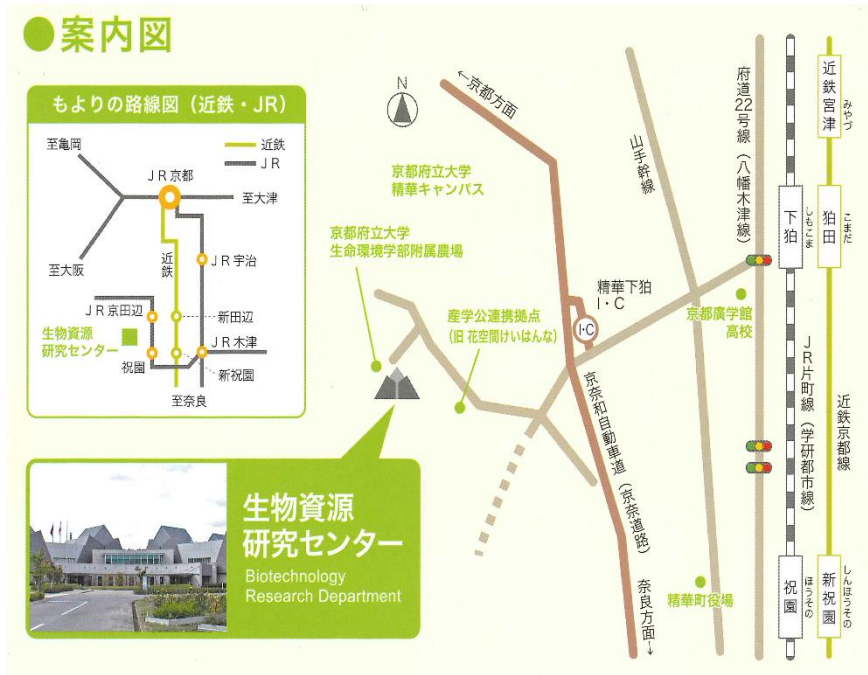 ●案内図
もよりの路線図(近鉄・JR)
近鉄
JR
至亀岡
JR京都
至大津
至大阪
近鉄
JR宇治
JR京田辺
新田辺
生物資源
研究センター
JR木津
祝園
新祝園
至奈良
N
←京都方面
京都府立大学
精華キャンパス
京都府立大学
生命環境学部附属農場
産学公連携拠点
(旧 花空間けいはんな)
精華下狛
I・C
I・C
山手幹線
府道22号線(八幡木津線)
京都廣学館
高校
京奈和自動車道(京奈道路)
奈良方面→
精華町役場
下狛
しもこま
JR片町線(学研都市線)
祝園
ほうその
近鉄宮津
みやづ
狛田
こまだ
近鉄京都線
新祝園
しんほうその
生物資源
研究センター
Biotechnology
Research Department